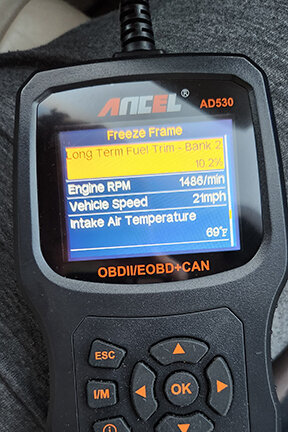 ANCEL®
AD530
Freeze Frame
Long Term Fuel Trim - Bank 2
10.2%
Engine RPM 1486/min
Vehicle Speed 21mph
Intake Air Temperature
69°F
OBDII/EOBD+CAN
ESC
I/M
OK